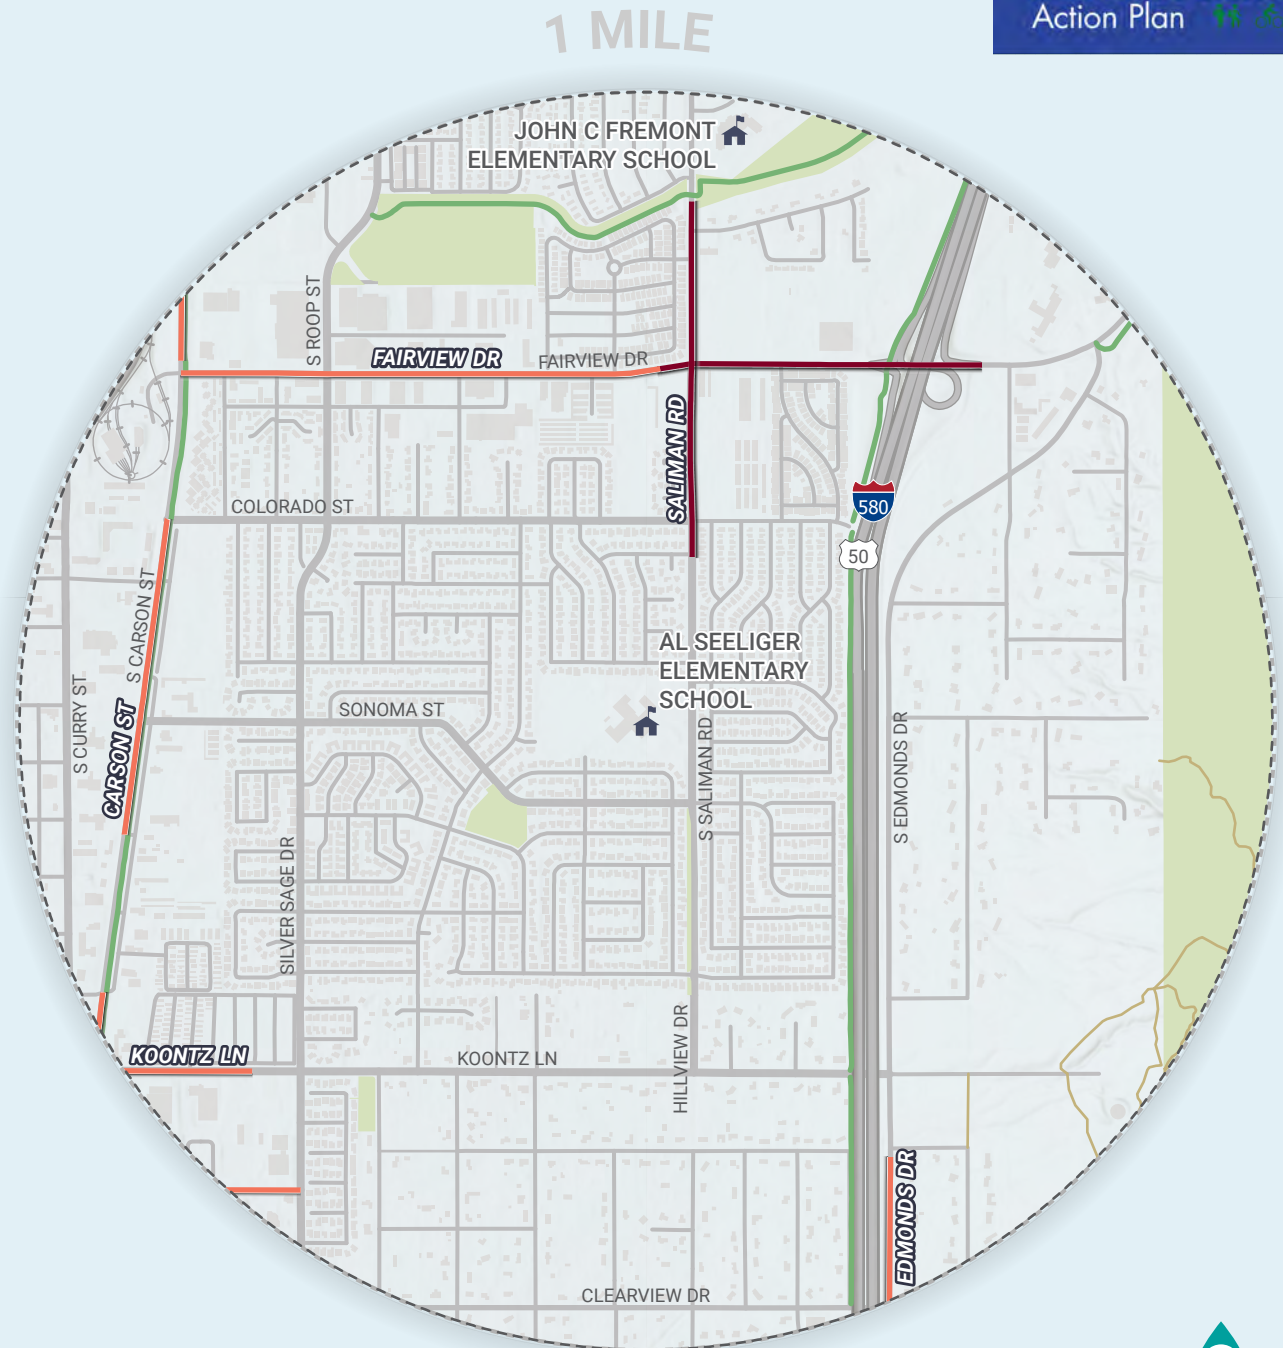 Action Plan
1 MILE
JOHN C FREMONT
ELEMENTARY SCHOOL
S ROOP ST
FAIRVIEW DR
FAIRVIEW DR
SALIMAN RD
COLORADO ST
580
50
S CARSON ST
AL SEELIGER
ELEMENTARY
SCHOOL
S CURRY ST
CARSON ST
SONOMA ST
S SALIMAN RD
S EDMONDS DR
SILVER SAGE DR
KOONTZ LN
KOONTZ LN
HILLVIEW DR
EDMONDS DR
CLEARVIEW DR